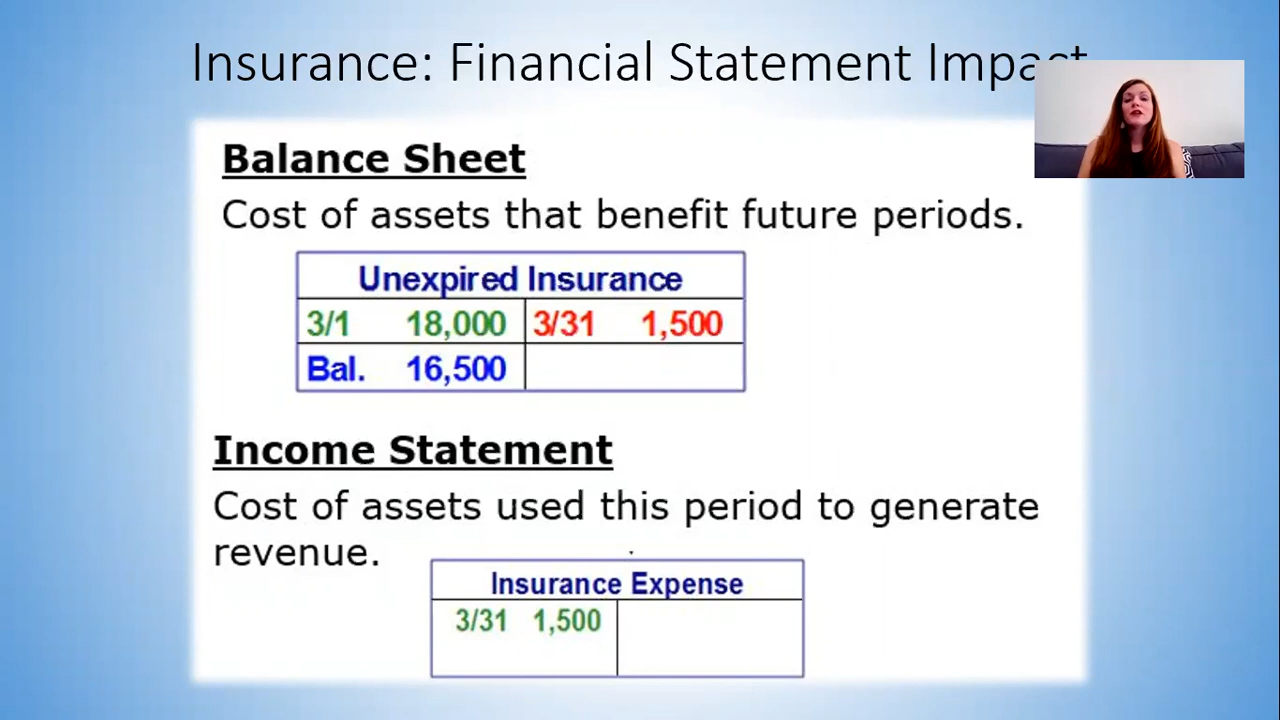 Insurance: Financial Statement Impact
Balance Sheet
Cost of assets that benefit future periods.
Unexpired Insurance
3/1 18,000 3/31 1,500
Bal. 16,500
Income Statement
Cost of assets used this period to generate
revenue.
Insurance Expense
3/31 1,500